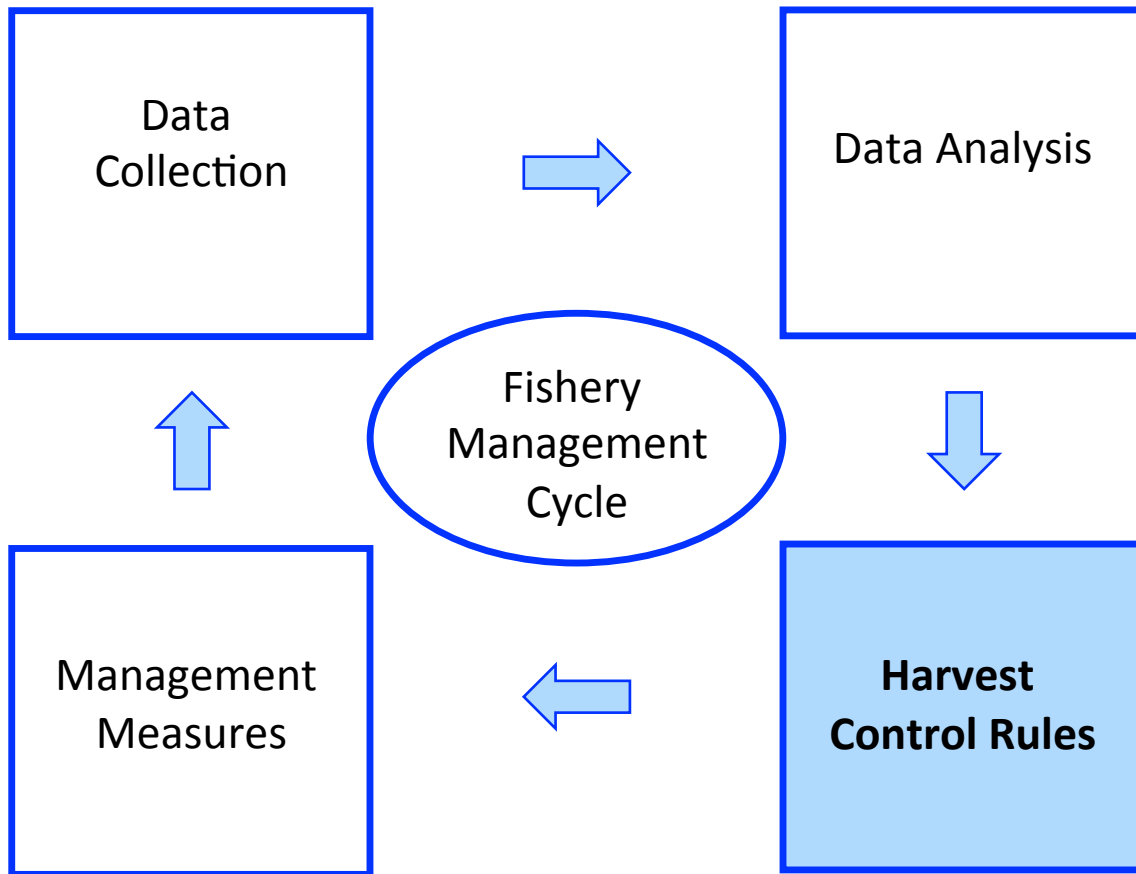 Data
Collection
Data Analysis
Fishery
Management
Cycle
Management
Measures
Harvest
Control Rules